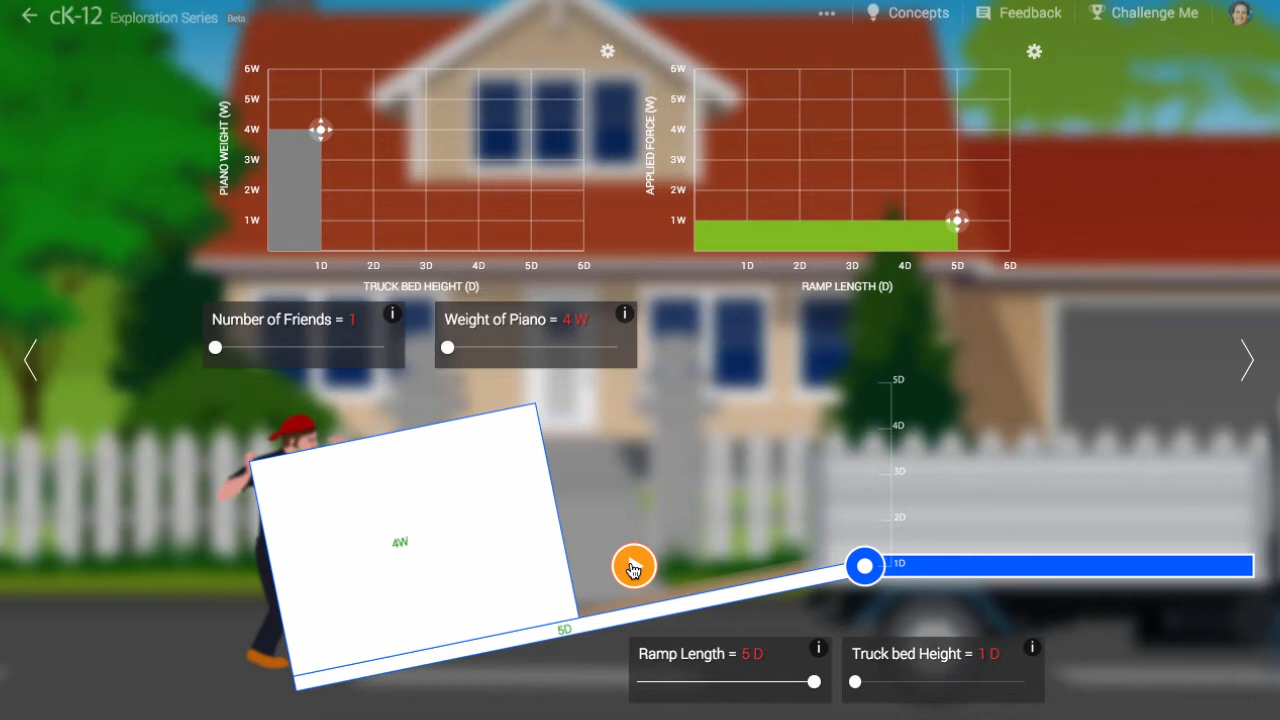 cK-12 Exploration Series Beta
••• Concepts Feedback Challenge Me
PIANO WEIGHT (W)
6W
5W
4W
3W
2W
1W
1D 2D 3D 4D 5D 6D
TRUCK BED HEIGHT (D)
APPLIED FORCE (W)
6W
5W
4W
3W
2W
1W
1D 2D 3D 4D 5D 6D
RAMP LENGTH (D)
Number of Friends = 1 i
Weight of Piano = 4 W i
5D
4D
3D
2D
1D
4W
5D
Ramp Length = 5 D i
Truck bed Height = 1 D i